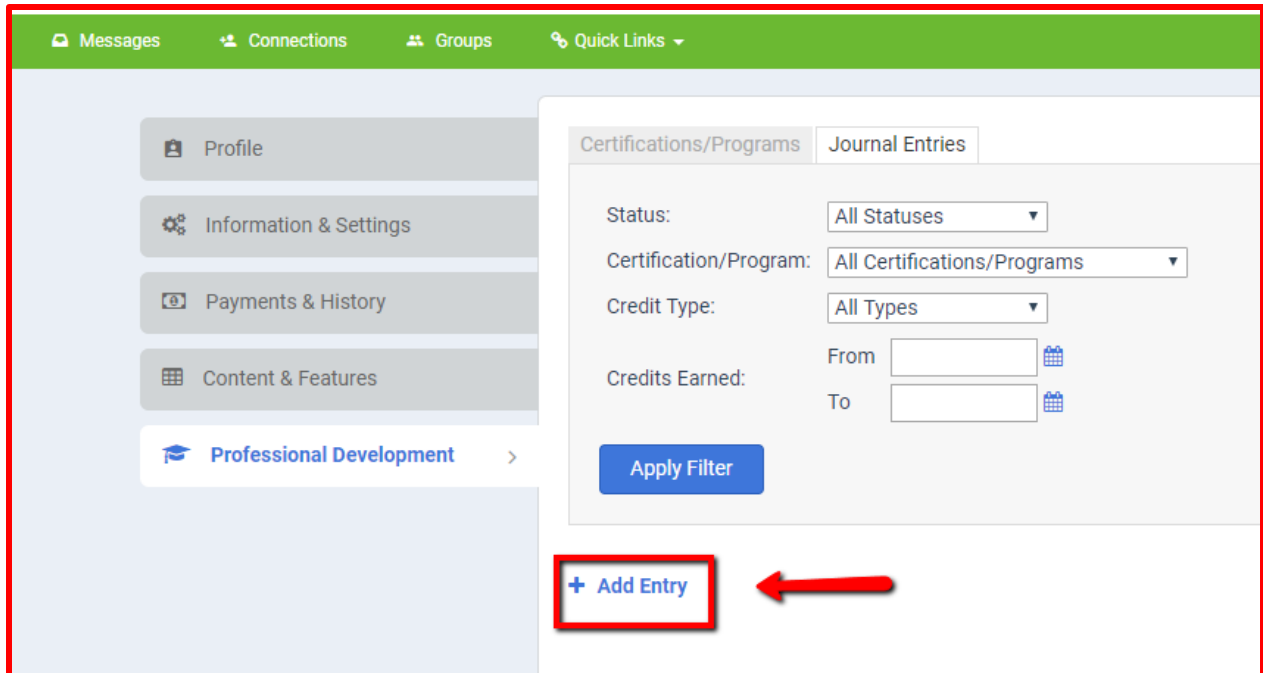 Messages Connections Groups Quick Links
Profile
Information & Settings
Payments & History
Content & Features
Professional Development
Certifications/Programs Journal Entries
Status: All Statuses
Certification/Program: All Certifications/Programs
Credit Type: All Types
Credits Earned: From
To
Apply Filter
+ Add Entry